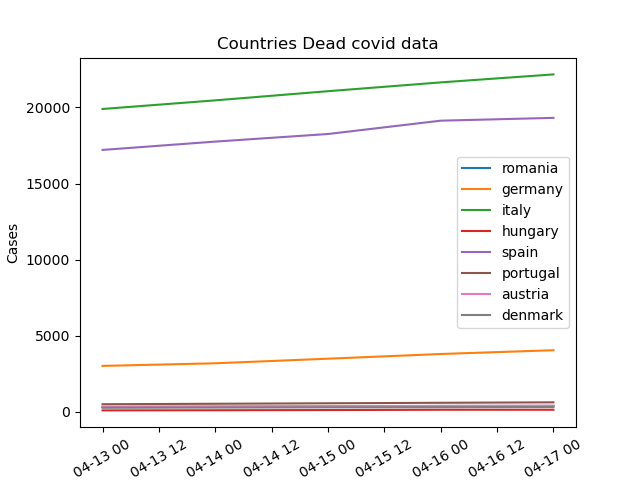 Countries Dead covid data
Cases
20000
15000
10000
5000
0
romania
germany
italy
hungary
spain
portugal
austria
denmark
04-13 00
04-13 12
04-14 00
04-14 12
04-15 00
04-15 12
04-16 00
04-16 12
04-17 00